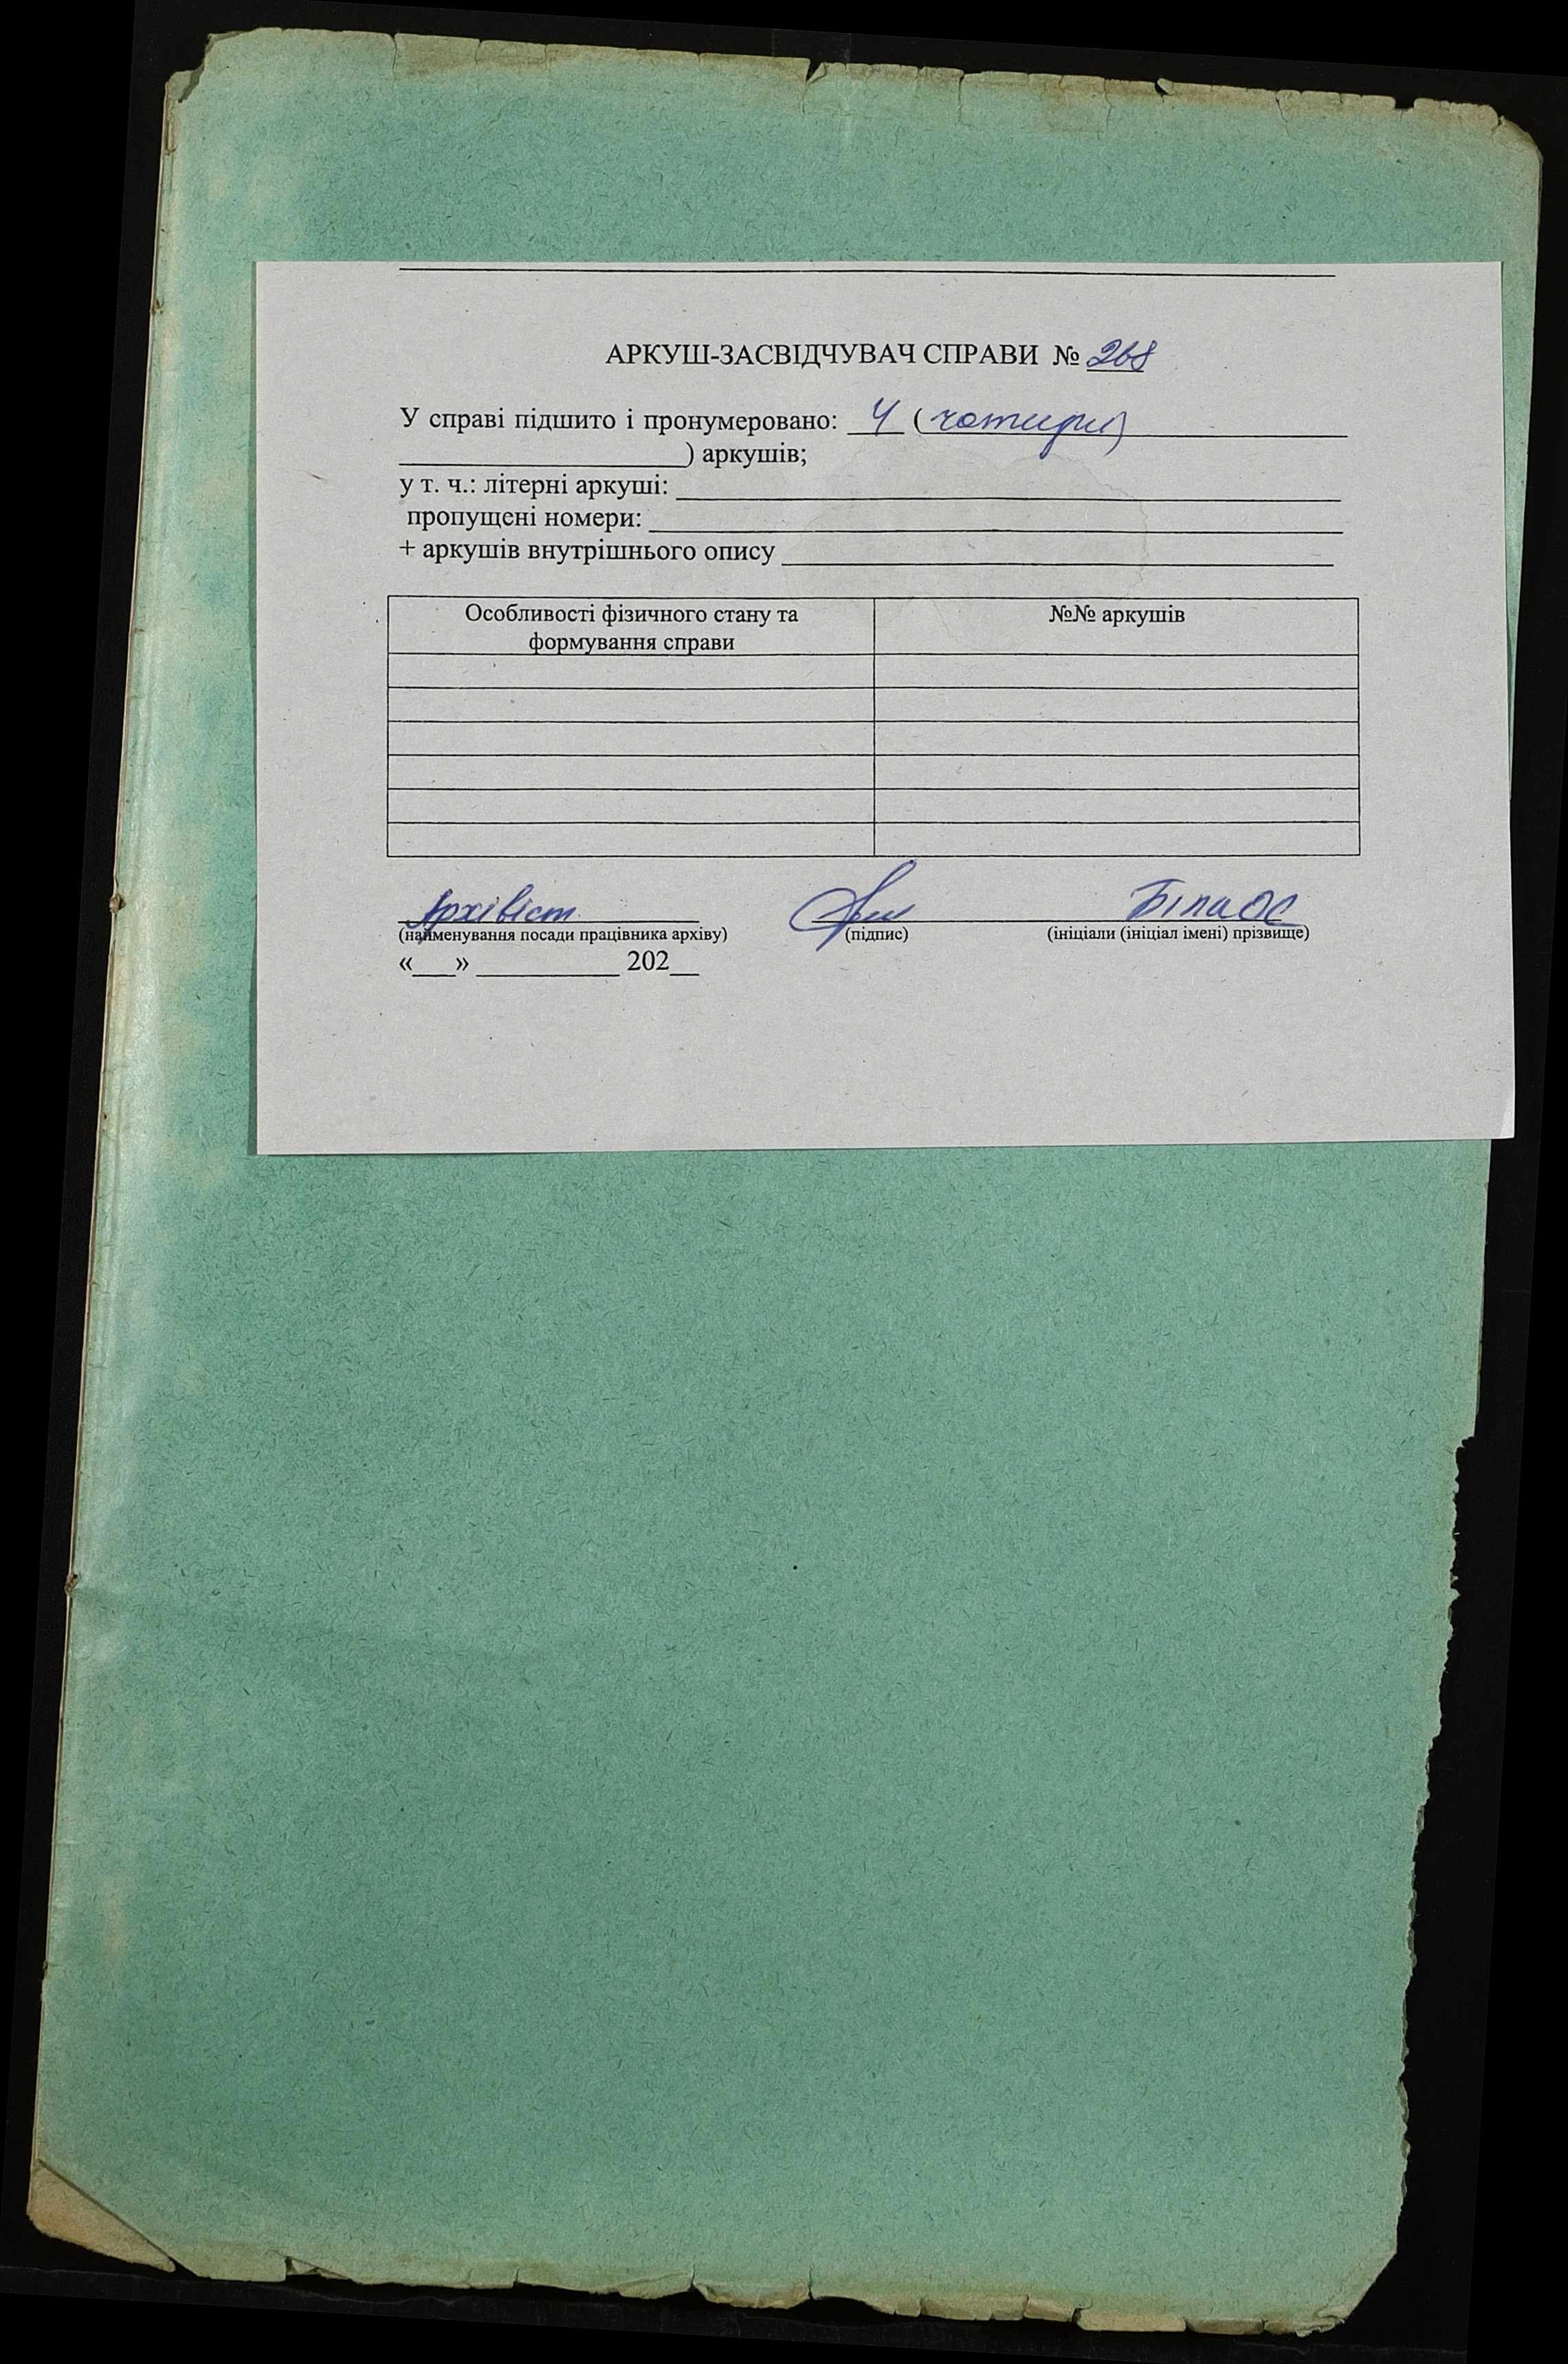 АРКУШ-ЗАСВІДЧУВАЧ СПРАВИ № 268
У справі підшито і пронумеровано: 4 (чотири)
) аркушів;
у т. ч.: літерні аркуші:
пропущені номери:
+ аркушів внутрішнього опису
Особливості фізичного стану та формування справи №№ аркушів
Архівіст
(найменування посади працівника архіву) (підпис) (ініціали (ініціал імені) прізвище)
«___» __________ 202__